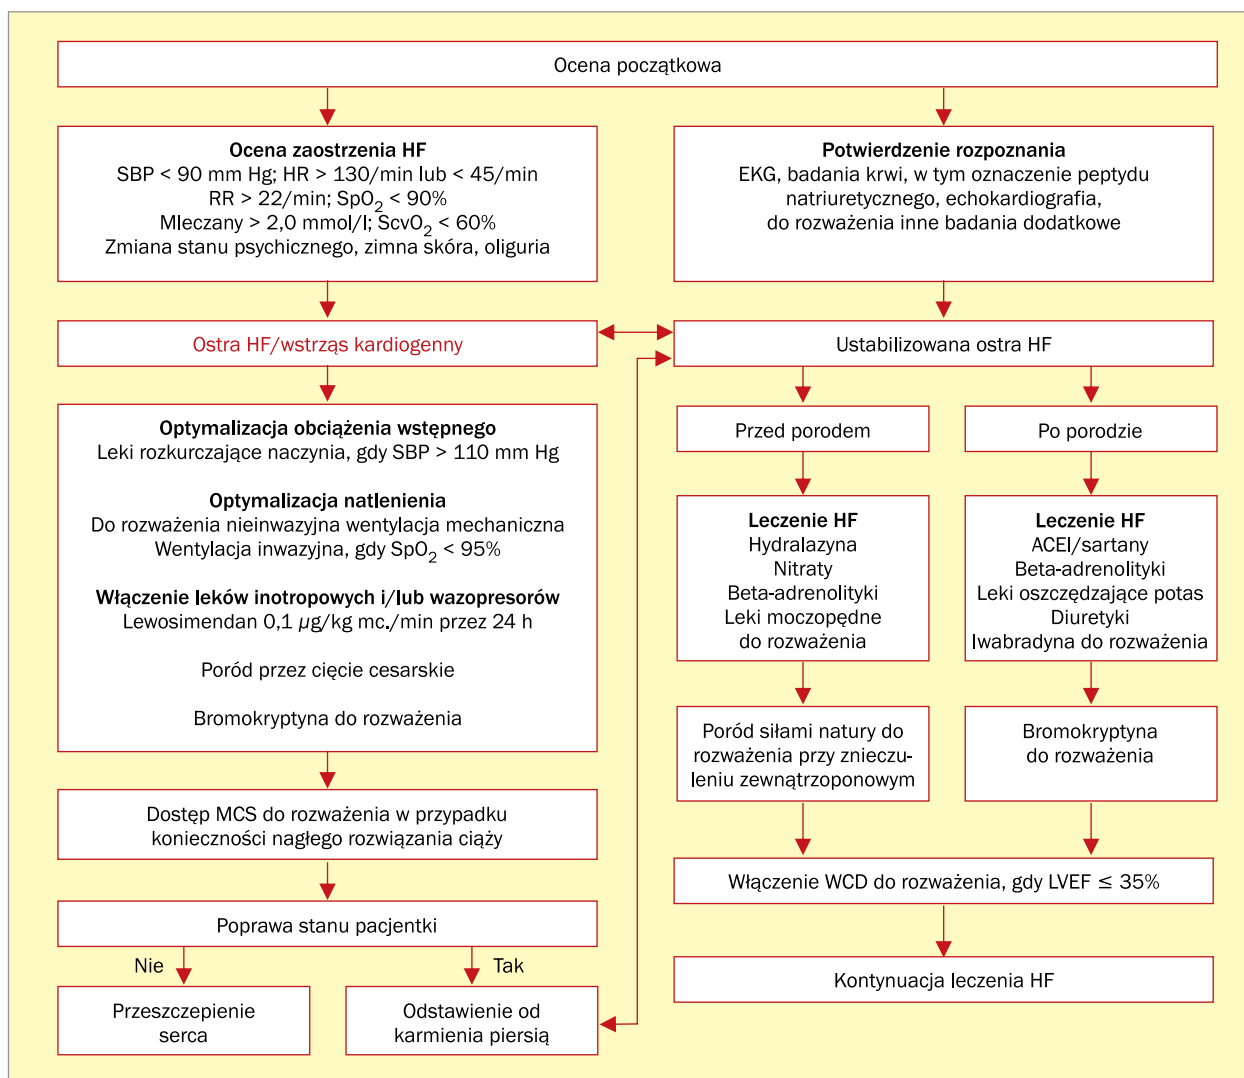 Ocena początkowa
Ocena zaostrzenia HF
SBP < 90 mm Hg; HR > 130/min lub < 45/min
RR > 22/min; SpO₂ < 90%
Mleczany > 2,0 mmol/l; ScvO₂ < 60%
Zmiana stanu psychicznego, zimna skóra, oliguria
Potwierdzenie rozpoznania
EKG, badania krwi, w tym oznaczenie peptydu
natriuretycznego, echokardiografia,
do rozważenia inne badania dodatkowe
Ostra HF/wstrząs kardiogenny
Ustabilizowana ostra HF
Optymalizacja obciążenia wstępnego
Leki rozkurczające naczynia, gdy SBP > 110 mm Hg
Optymalizacja natlenienia
Do rozważenia nieinwazyjna wentylacja mechaniczna
Wentylacja inwazyjna, gdy SpO₂ < 95%
Włączenie leków inotropowych i/lub wazopresorów
Lewosimendan 0,1 µg/kg mc./min przez 24 h
Poród przez cięcie cesarskie
Bromokryptyna do rozważenia
Przed porodem
Po porodzie
Leczenie HF
Hydralazyna
Nitraty
Beta-adrenolityki
Leki moczopędne
do rozważenia
Leczenie HF
ACEI/sartany
Beta-adrenolityki
Leki oszczędzające potas
Diuretyki
Iwabradyna do rozważenia
Poród siłami natury do
rozważenia przy znieczu-
leniu zewnątrzoponowym
Bromokryptyna
do rozważenia
Dostęp MCS do rozważenia w przypadku
konieczności nagłego rozwiązania ciąży
Włączenie WCD do rozważenia, gdy LVEF ≤ 35%
Poprawa stanu pacjentki
Nie
Tak
Kontynuacja leczenia HF
Przeszczepienie
serca
Odstawienie od
karmienia piersią